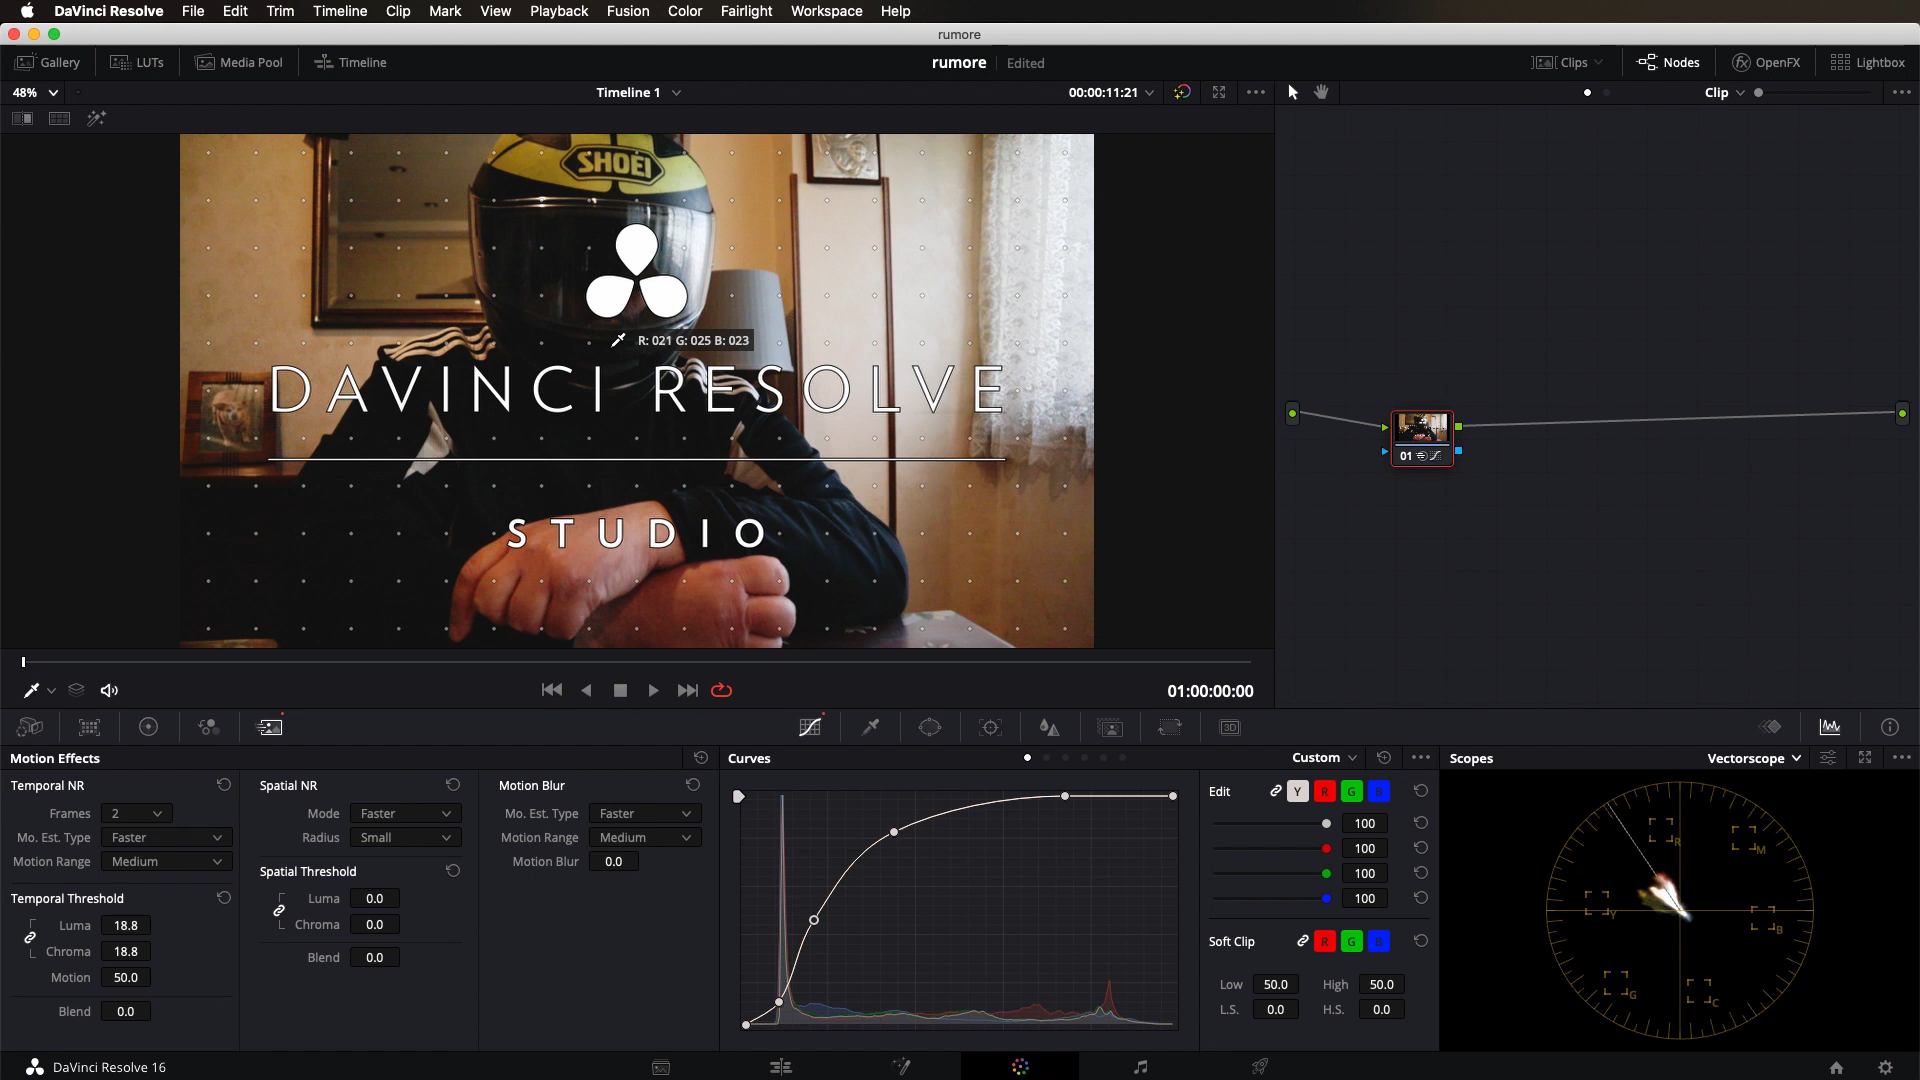 DaVinci Resolve File Edit Trim Timeline Clip Mark View Playback Fusion Color Fairlight Workspace Help
rumore
Gallery LUTs Media Pool Timeline rumore Edited Clips Nodes OpenFX Lightbox
48% Timeline 1 00:00:11:21 Clip
SHOEI
R: 021 G: 025 B: 023
DAVINCI RESOLVE
STUDIO
01
01:00:00:00
3D
Motion Effects Curves Custom Scopes Vectorscope
Temporal NR Spatial NR Motion Blur Edit Y R G B
Frames 2 Mode Faster Mo. Est. Type Faster 100
Mo. Est. Type Faster Radius Small Motion Range Medium 100
Motion Range Medium Motion Blur 0.0 100
Spatial Threshold
Temporal Threshold Luma 0.0 100
Luma 18.8 Chroma 0.0
Chroma 18.8 Blend 0.0 Soft Clip R G B
Motion 50.0 Low 50.0 High 50.0
Blend 0.0 L.S. 0.0 H.S. 0.0
R M
Y B
G C
DaVinci Resolve 16